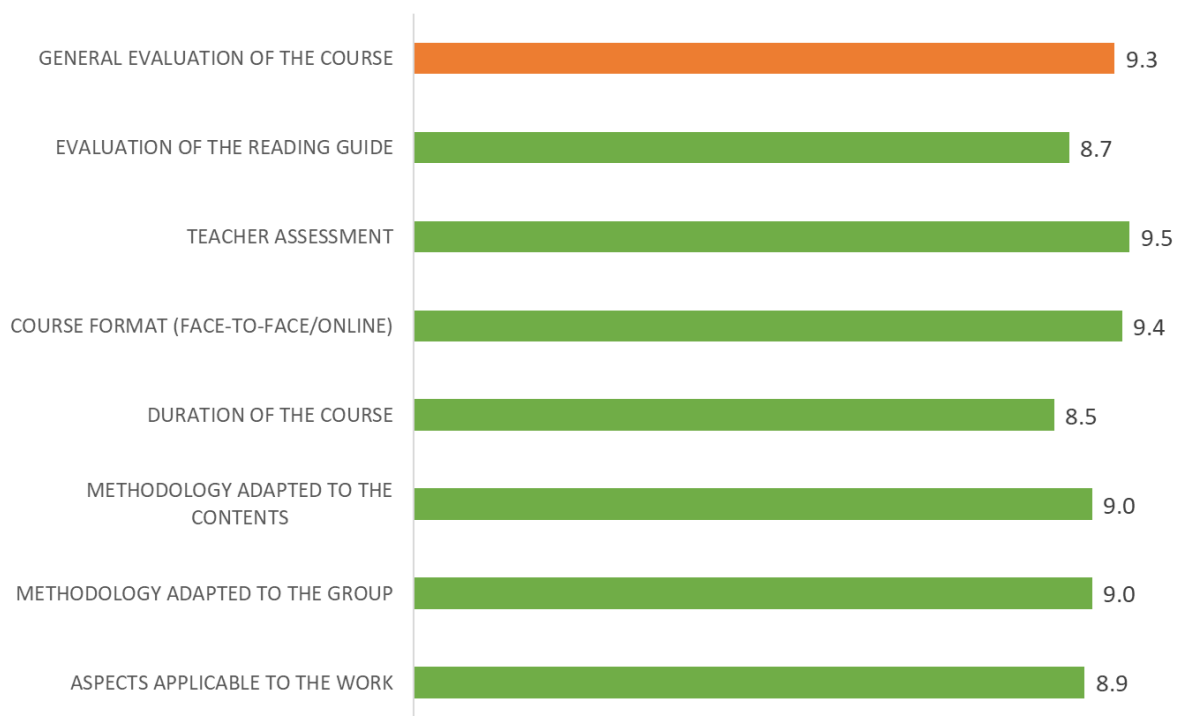 GENERAL EVALUATION OF THE COURSE
9.3
EVALUATION OF THE READING GUIDE
8.7
TEACHER ASSESSMENT
9.5
COURSE FORMAT (FACE-TO-FACE/ONLINE)
9.4
DURATION OF THE COURSE
8.5
METHODOLOGY ADAPTED TO THE
CONTENTS
9.0
METHODOLOGY ADAPTED TO THE GROUP
9.0
ASPECTS APPLICABLE TO THE WORK
8.9